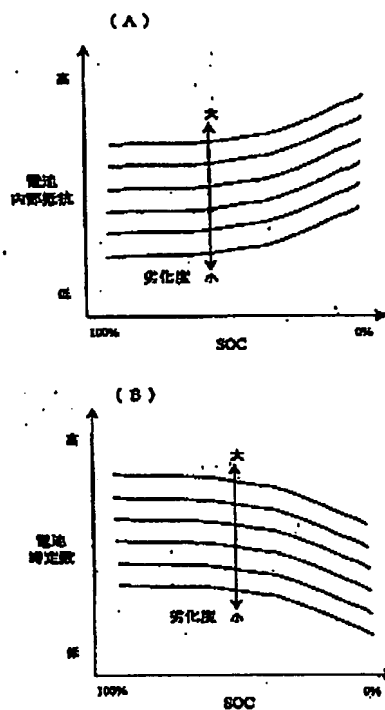 (A)
高
大
電池
内部抵抗
劣化度 小
低
100% 0%
SOC
(B)
高
大
電池
時定数
劣化度 小
低
100% 0%
SOC